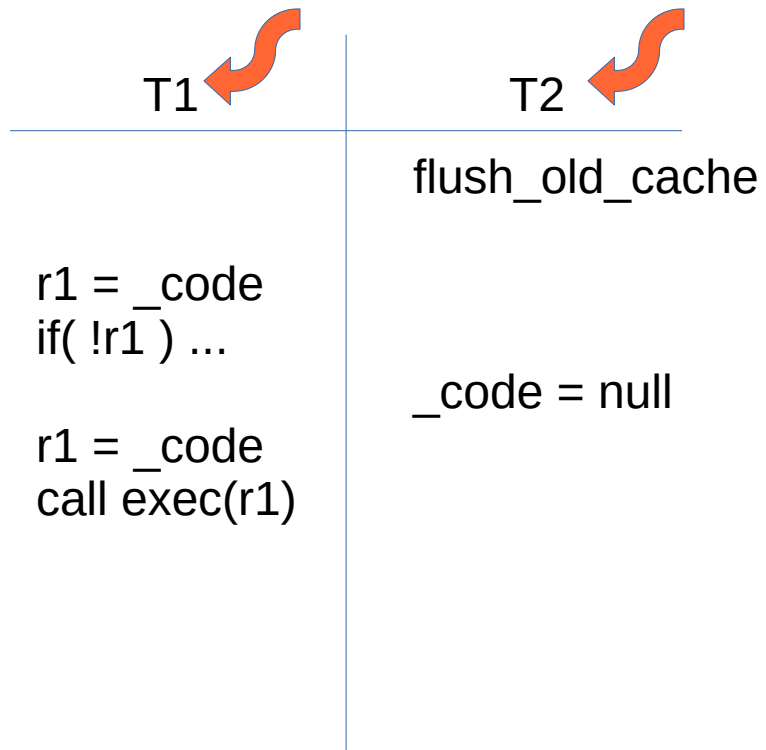 T1
T2
flush_old_cache
r1 = _code
if( !r1 ) ...
_code = null
r1 = _code
call exec(r1)